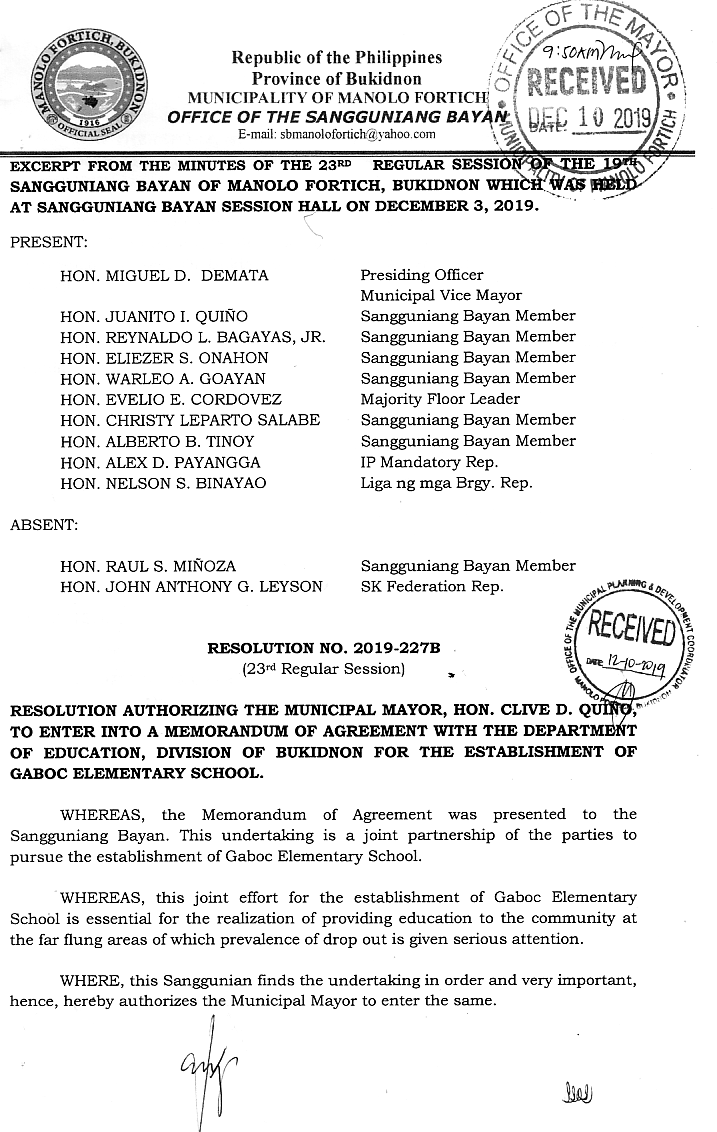 MANOLO FORTICH, BUKIDNON
1916
OFFICIAL SEAL
Republic of the Philippines
Province of Bukidnon
MUNICIPALITY OF MANOLO FORTICH
OFFICE OF THE SANGGUNIANG BAYAN
E-mail: sbmanolofortich@yahoo.com
OFFICE OF THE MAYOR
9:50AM
RECEIVED
DATE: DEC 10 2019
MUNICIPALITY OF MANOLO FORTICH
EXCERPT FROM THE MINUTES OF THE 23RD REGULAR SESSION OF THE 19TH
SANGGUNIANG BAYAN OF MANOLO FORTICH, BUKIDNON WHICH WAS HELD
AT SANGGUNIANG BAYAN SESSION HALL ON DECEMBER 3, 2019.
PRESENT:
HON. MIGUEL D. DEMATA Presiding Officer
Municipal Vice Mayor
HON. JUANITO I. QUIÑO Sangguniang Bayan Member
HON. REYNALDO L. BAGAYAS, JR. Sangguniang Bayan Member
HON. ELIEZER S. ONAHON Sangguniang Bayan Member
HON. WARLEO A. GOAYAN Sangguniang Bayan Member
HON. EVELIO E. CORDOVEZ Majority Floor Leader
HON. CHRISTY LEPARTO SALABE Sangguniang Bayan Member
HON. ALBERTO B. TINOY Sangguniang Bayan Member
HON. ALEX D. PAYANGGA IP Mandatory Rep.
HON. NELSON S. BINAYAO Liga ng mga Brgy. Rep.
ABSENT:
HON. RAUL S. MIÑOZA Sangguniang Bayan Member
HON. JOHN ANTHONY G. LEYSON SK Federation Rep.
OFFICE OF THE MUNICIPAL PLANNING & DEVELOPMENT COORDINATOR
RECEIVED
DATE: 12-10-2019
MANOLO BUKIDNON
RESOLUTION NO. 2019-227B
(23rd Regular Session)
RESOLUTION AUTHORIZING THE MUNICIPAL MAYOR, HON. CLIVE D. QUIÑO,
TO ENTER INTO A MEMORANDUM OF AGREEMENT WITH THE DEPARTMENT
OF EDUCATION, DIVISION OF BUKIDNON FOR THE ESTABLISHMENT OF
GABOC ELEMENTARY SCHOOL.
WHEREAS, the Memorandum of Agreement was presented to the
Sangguniang Bayan. This undertaking is a joint partnership of the parties to
pursue the establishment of Gaboc Elementary School.
WHEREAS, this joint effort for the establishment of Gaboc Elementary
School is essential for the realization of providing education to the community at
the far flung areas of which prevalence of drop out is given serious attention.
WHERE, this Sanggunian finds the undertaking in order and very important,
hence, hereby authorizes the Municipal Mayor to enter the same.